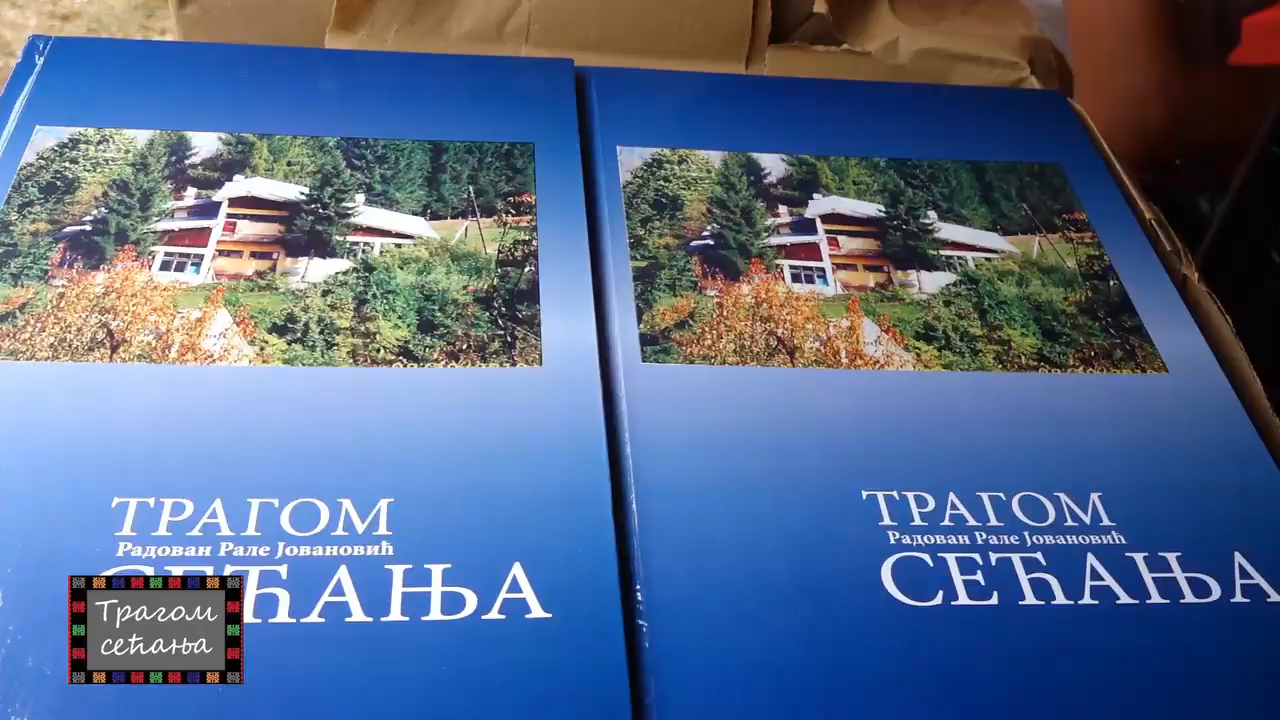 ТРАГОМ
Радован Рале Јовановић
СЕЋАЊА
ТРАГОМ
Радован Рале Јовановић
СЕЋАЊА
Трагом
сећања